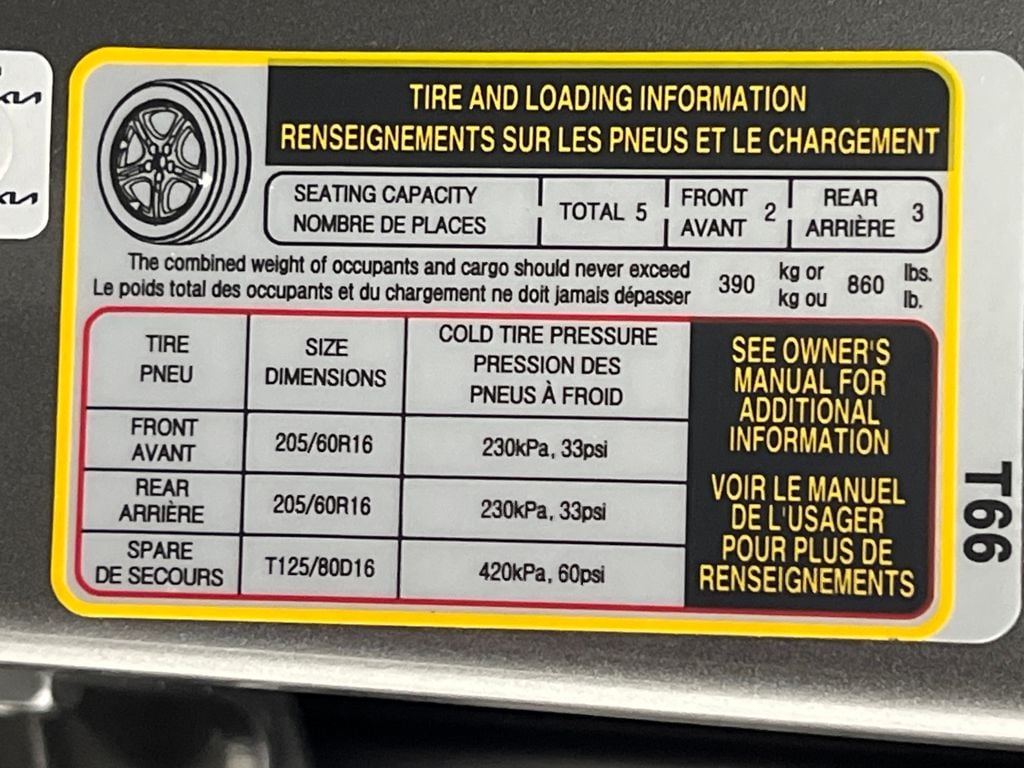 TIRE AND LOADING INFORMATION
RENSEIGNEMENTS SUR LES PNEUS ET LE CHARGEMENT
SEATING CAPACITY
NOMBRE DE PLACES
TOTAL 5
FRONT
AVANT
2
REAR
ARRIÈRE
3
The combined weight of occupants and cargo should never exceed
Le poids total des occupants et du chargement ne doit jamais dépasser
390
kg or
kg ou
860
lbs.
lb.
TIRE
PNEU
SIZE
DIMENSIONS
COLD TIRE PRESSURE
PRESSION DES
PNEUS À FROID
FRONT
AVANT
205/60R16
230kPa, 33psi
REAR
ARRIÈRE
205/60R16
230kPa, 33psi
SPARE
DE SECOURS
T125/80D16
420kPa, 60psi
SEE OWNER'S
MANUAL FOR
ADDITIONAL
INFORMATION
VOIR LE MANUEL
DE L'USAGER
POUR PLUS DE
RENSEIGNEMENTS
T66